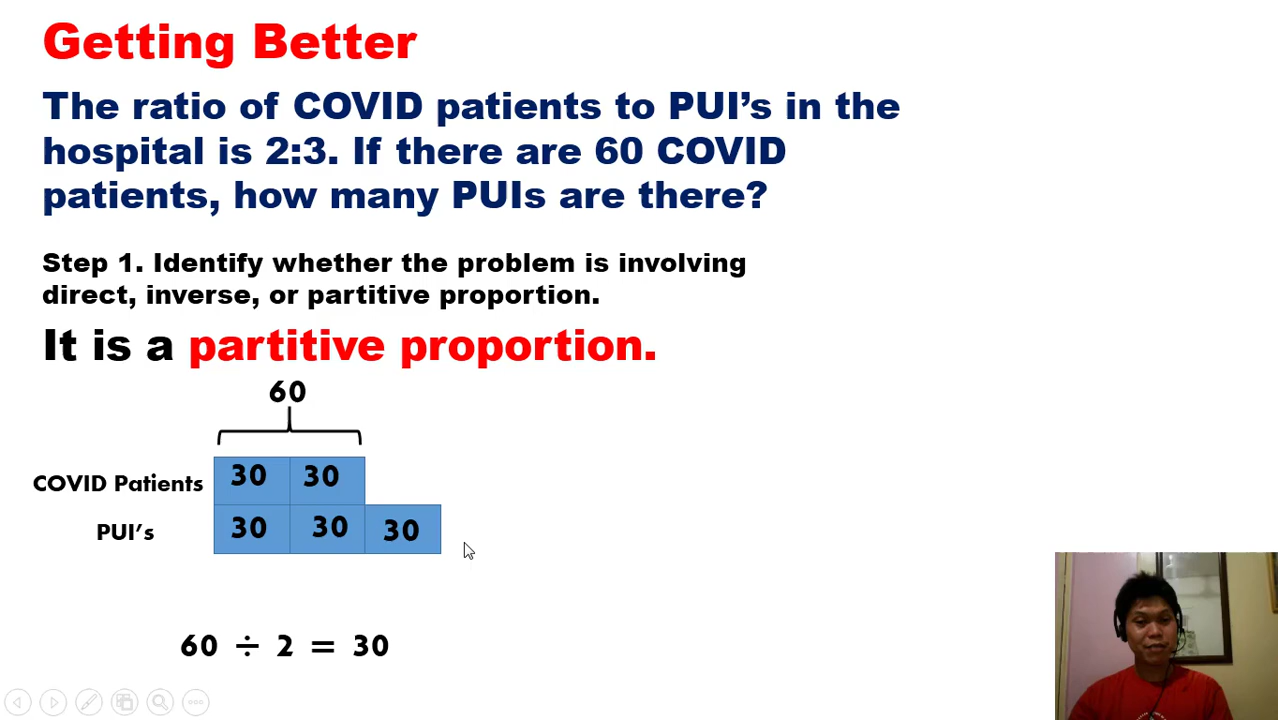 Getting Better
The ratio of COVID patients to PUI’s in the
hospital is 2:3. If there are 60 COVID
patients, how many PUIs are there?
Step 1. Identify whether the problem is involving
direct, inverse, or partitive proportion.
It is a partitive proportion.
60
COVID Patients 30 30
PUI’s 30 30 30
60 ÷ 2 = 30